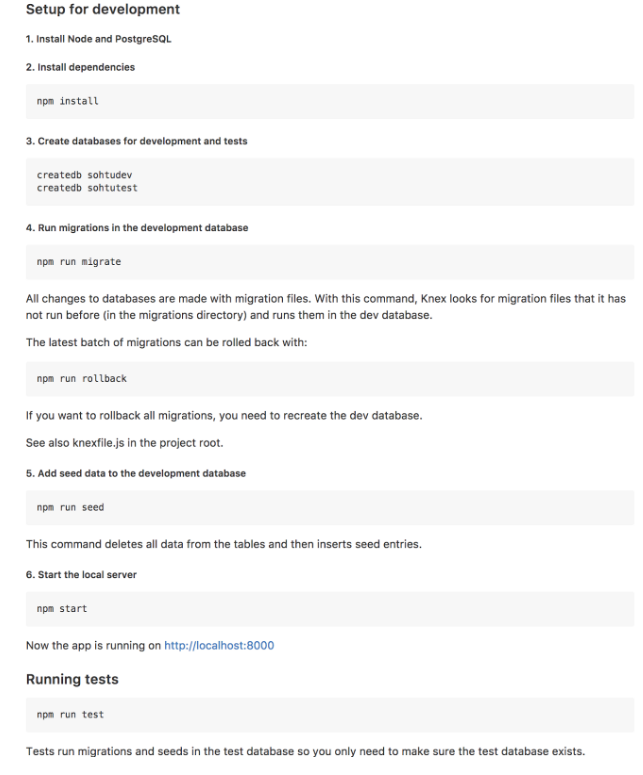 Setup for development
1. Install Node and PostgreSQL
2. Install dependencies
npm install
3. Create databases for development and tests
createdb sohtudev
createdb sohtutest
4. Run migrations in the development database
npm run migrate
All changes to databases are made with migration files. With this command, Knex looks for migration files that it has
not run before (in the migrations directory) and runs them in the dev database.
The latest batch of migrations can be rolled back with:
npm run rollback
If you want to rollback all migrations, you need to recreate the dev database.
See also knexfile.js in the project root.
5. Add seed data to the development database
npm run seed
This command deletes all data from the tables and then inserts seed entries.
6. Start the local server
npm start
Now the app is running on http://localhost:8000
Running tests
npm run test
Tests run migrations and seeds in the test database so you only need to make sure the test database exists.